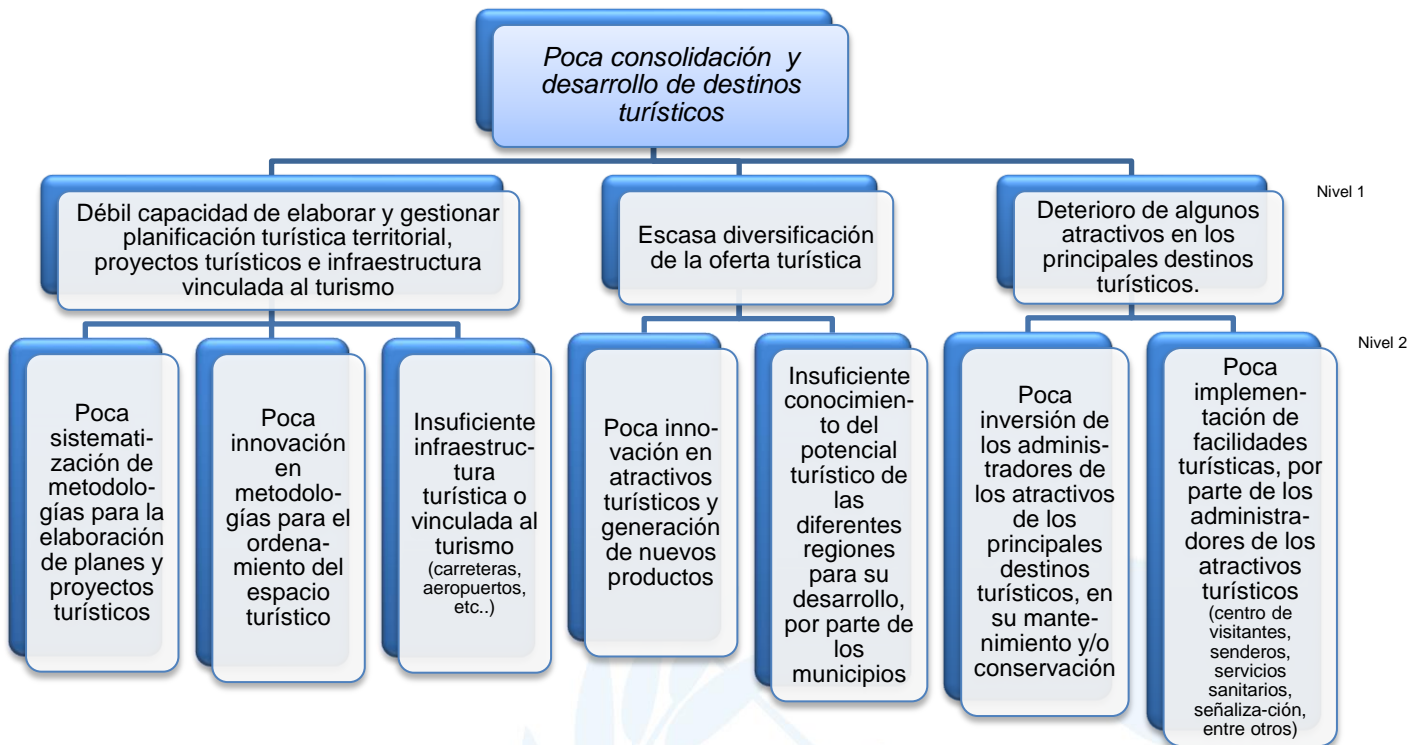 Poca consolidación y
desarrollo de destinos
turísticos
Nivel 1
Débil capacidad de elaborar y gestionar
planificación turística territorial,
proyectos turísticos e infraestructura
vinculada al turismo
Escasa diversificación
de la oferta turística
Deterioro de algunos
atractivos en los
principales destinos
turísticos.
Nivel 2
Poca
sistemati-
zación de
metodolo-
gías para la
elaboración
de planes y
proyectos
turísticos
Poca
innovación
en
metodolo-
gías para el
ordena-
miento del
espacio
turístico
Insuficiente
infraestruc-
tura
turística o
vinculada al
turismo
(carreteras,
aeropuertos,
etc..)
Poca inno-
vación en
atractivos
turísticos y
generación
de nuevos
productos
Insuficiente
conocimien-
to del
potencial
turístico de
las
diferentes
regiones
para su
desarrollo,
por parte de
los
municipios
Poca
inversión de
los adminis-
tradores de
los atractivos
de los
principales
destinos
turísticos, en
su mante-
nimiento y/o
conservación
Poca
implemen-
tación de
facilidades
turísticas, por
parte de los
administra-
dores de los
atractivos
turísticos
(centro de
visitantes,
senderos,
servicios
sanitarios,
señaliza-ción,
entre otros)